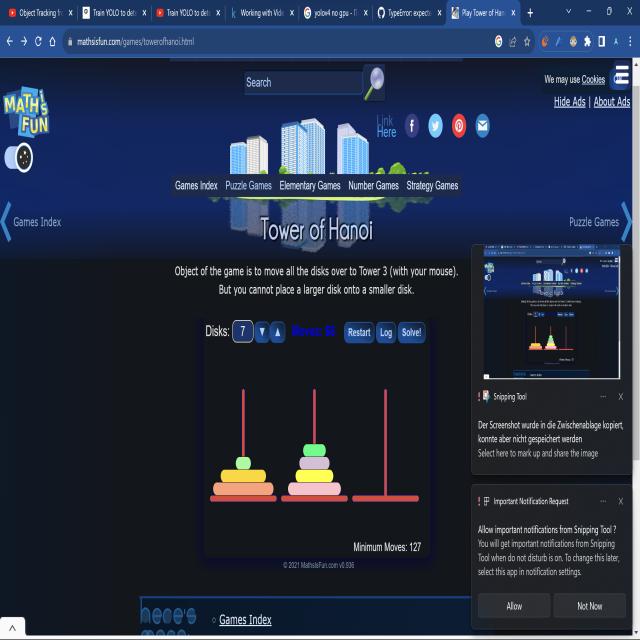 Object Tracking fr
Train YOLO to dete
Train YOLO to dete
Working with Vide
yolov4 no gpu - 
TypeError: expecte
Play Tower of Han
mathsisfun.com/games/towerofhanoi.html
Search
We may use Cookies
Hide Ads | About Ads
MATH'S
FUN
Link
Here
Games Index
Puzzle Games
Elementary Games
Number Games
Strategy Games
Games Index
Puzzle Games
Tower of Hanoi
Object of the game is to move all the disks over to Tower 3 (with your mouse).
But you cannot place a larger disk onto a smaller disk.
Disks: 7
Moves:
Restart
Log
Solve!
Minimum Moves: 127
© 2021 MathsIsFun.com v0.936
Snipping Tool
Der Screenshot wurde in die Zwischenablage kopiert,
konnte aber nicht gespeichert werden
Select here to mark up and share the image
Important Notification Request
Allow important notifications from Snipping Tool ?
You will get important notifications from Snipping
Tool when do not disturb is on. To change this later,
select this app in notification settings.
Allow
Not Now
Games Index